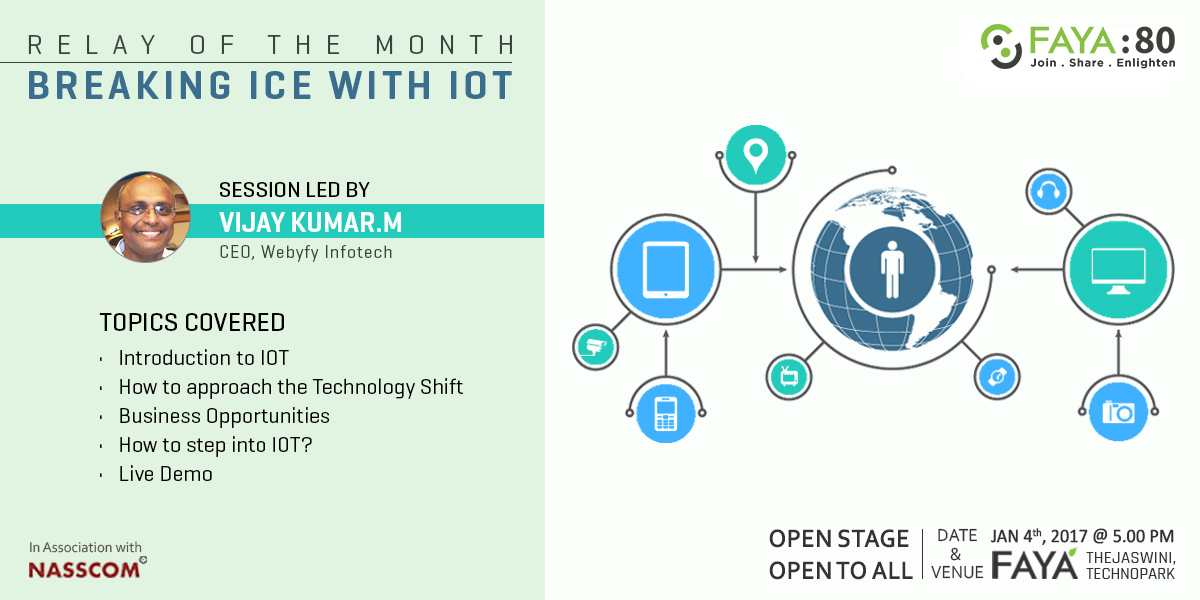 RELAY OF THE MONTH
BREAKING ICE WITH IOT
SESSION LED BY
VIJAY KUMAR.M
CEO, Webyfy Infotech
TOPICS COVERED
· Introduction to IOT
· How to approach the Technology Shift
· Business Opportunities
· How to step into IOT?
· Live Demo
In Association with
NASSCOM
FAYA:80
Join . Share . Enlighten
OPEN STAGE
OPEN TO ALL
DATE
&
VENUE
JAN 4th, 2017 @ 5.00 PM
FAYA
THEJASWINI,
TECHNOPARK